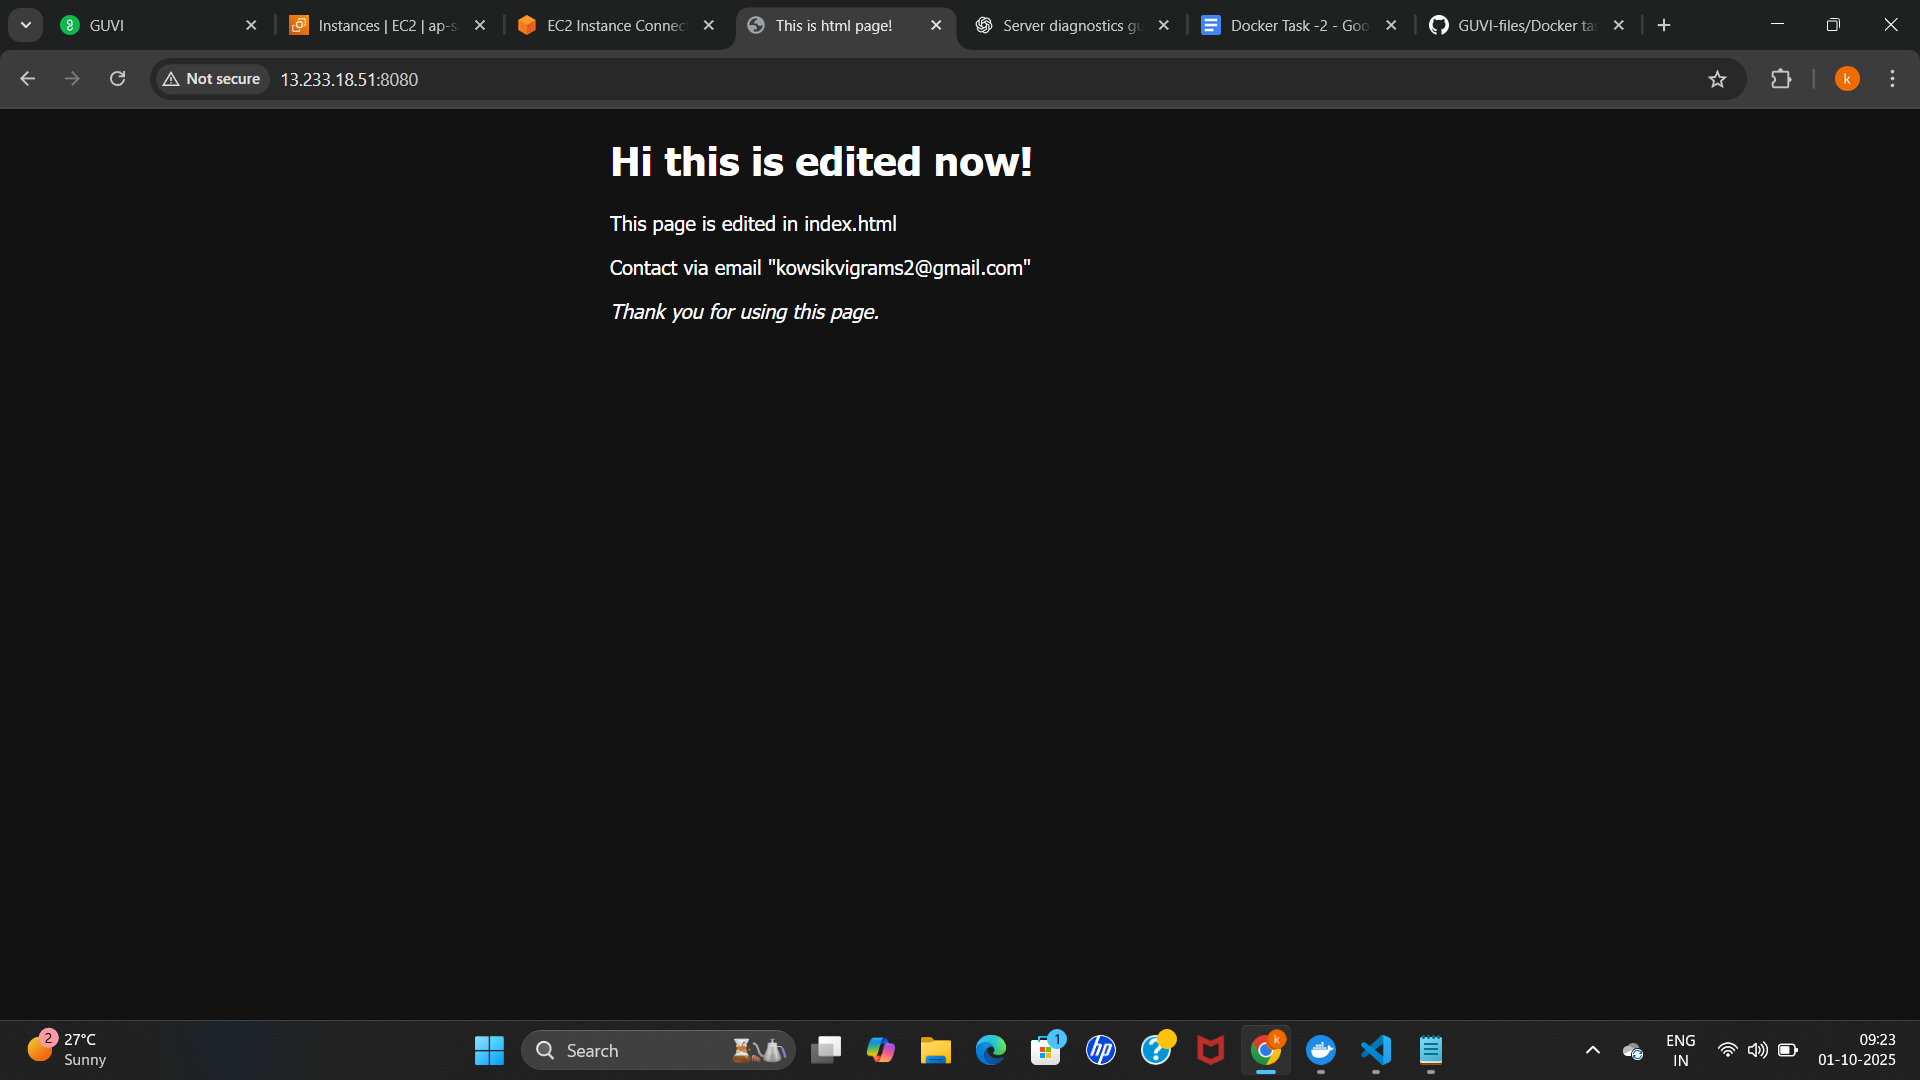 GUVI
Instances | EC2 | ap-s
EC2 Instance Connec
This is html page!
Server diagnostics gu
Docker Task -2 - Goo
GUVI-files/Docker ta
Not secure
13.233.18.51:8080
k
Hi this is edited now!
This page is edited in index.html
Contact via email "kowsikvigrams2@gmail.com"
Thank you for using this page.
2
27°C
Sunny
Search
1
hp
k
ENG
IN
09:23
01-10-2025